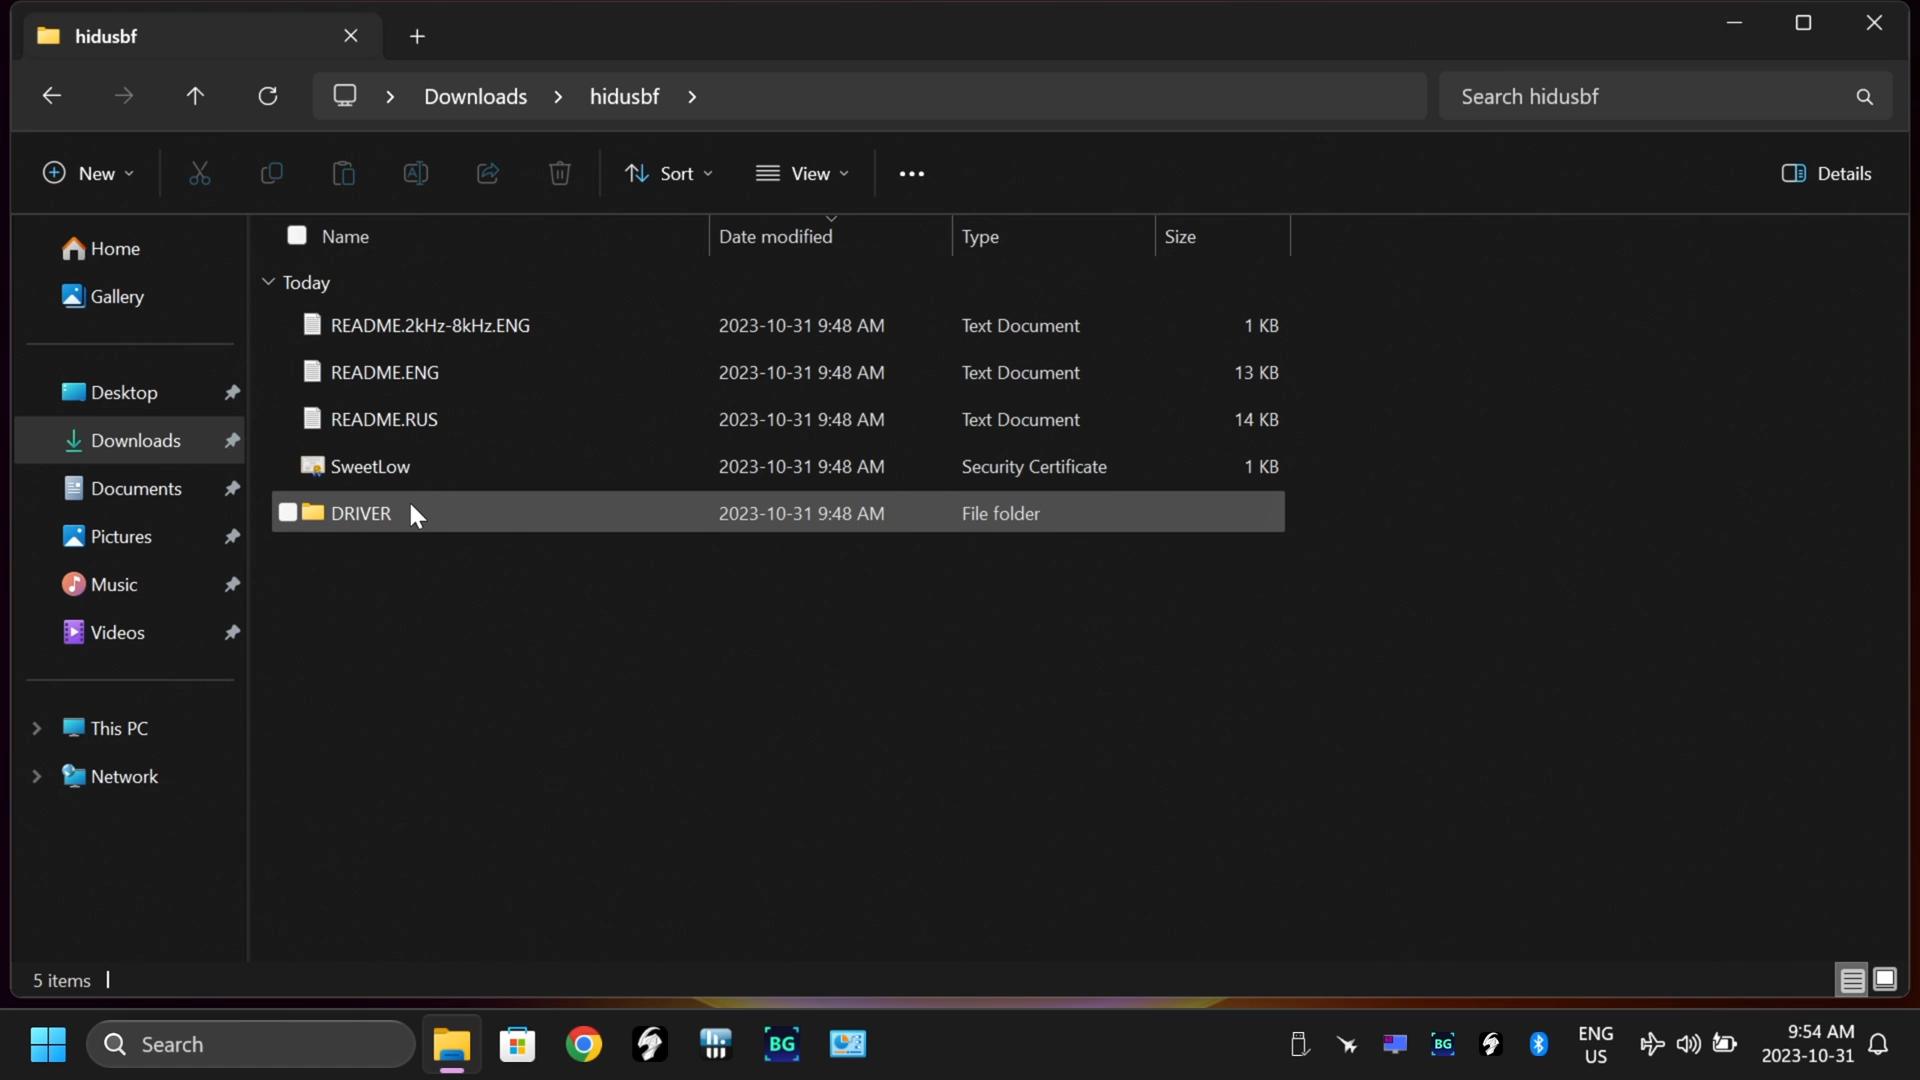 hidusbf
Downloads hidusbf
Search hidusbf
New Sort View Details
Name Date modified Type Size
Home
Gallery
Desktop
Downloads
Documents
Pictures
Music
Videos
This PC
Network
Today
README.2kHz-8kHz.ENG 2023-10-31 9:48 AM Text Document 1 KB
README.ENG 2023-10-31 9:48 AM Text Document 13 KB
README.RUS 2023-10-31 9:48 AM Text Document 14 KB
SweetLow 2023-10-31 9:48 AM Security Certificate 1 KB
DRIVER 2023-10-31 9:48 AM File folder
5 items
Search
BG
BG
ENG
US
9:54 AM
2023-10-31